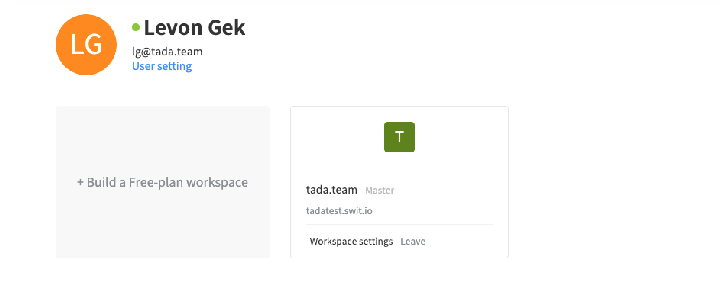 LG
Levon Gek
lg@tada.team
User setting
+ Build a Free-plan workspace
T
tada.team Master
tadatest.swit.io
Workspace settings Leave